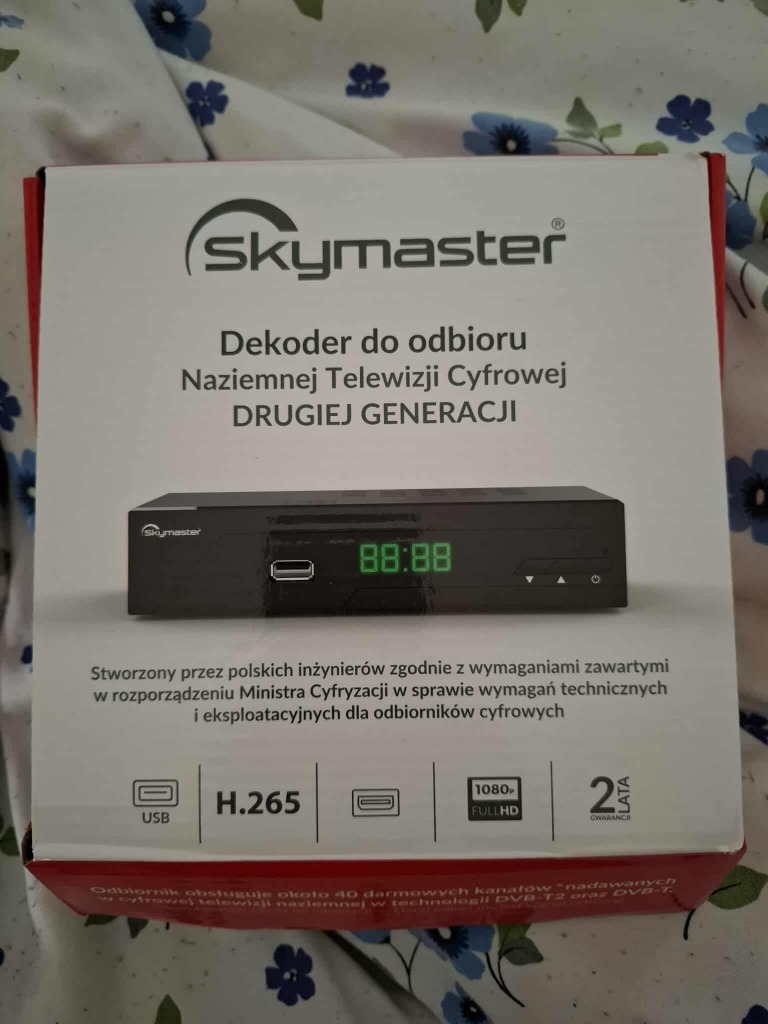 Skymaster®
Dekoder do odbioru
Naziemnej Telewizji Cyfrowej
DRUGIEJ GENERACJI
Skymaster
88:88
Stworzony przez polskich inżynierów zgodnie z wymaganiami zawartymi
w rozporządzeniu Ministra Cyfryzacji w sprawie wymagań technicznych
i eksploatacyjnych dla odbiorników cyfrowych
USB
H.265
1080p
FULLHD
2 LATA
GWARANCJI
Odbiornik obsługuje około 40 darmowych kanałów *nadawanych
w cyfrowej telewizji naziemnej w technologii DVB-T2 oraz DVB-T.